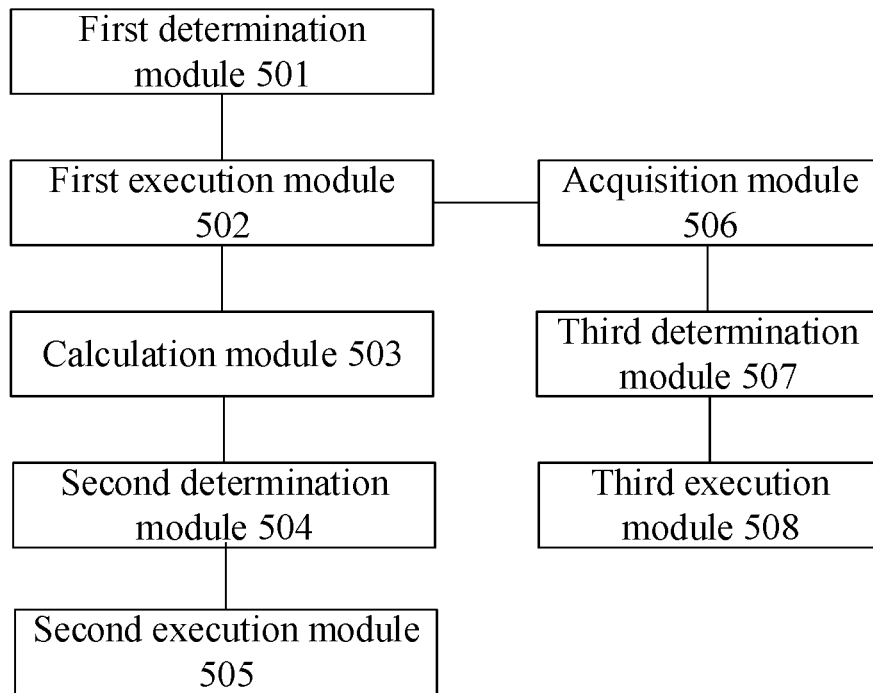 First determination
module 501
First execution module
502
Acquisition module
506
Calculation module 503
Third determination
module 507
Second determination
module 504
Third execution
module 508
Second execution module
505